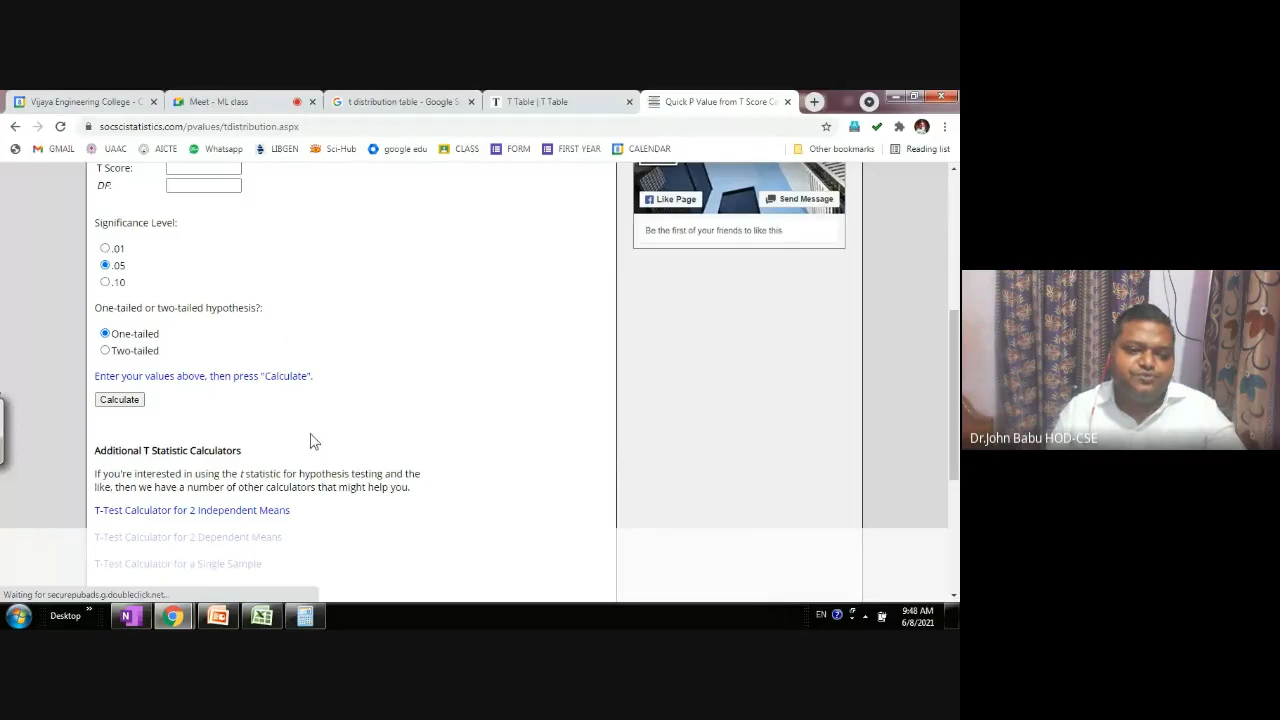 Vijaya Engineering College - C
Meet - ML class
t distribution table - Google S
T Table | T Table
Quick P Value from T Score Ca
socscistatistics.com/pvalues/tdistribution.aspx
GMAIL
UAAC
AICTE
Whatsapp
LIBGEN
Sci-Hub
google edu
CLASS
FORM
FIRST YEAR
CALENDAR
Other bookmarks
Reading list
T Score:
DF:
Like Page
Send Message
Be the first of your friends to like this
Significance Level:
.01
.05
.10
One-tailed or two-tailed hypothesis?:
One-tailed
Two-tailed
Enter your values above, then press "Calculate".
Calculate
Additional T Statistic Calculators
If you're interested in using the t statistic for hypothesis testing and the
like, then we have a number of other calculators that might help you.
T-Test Calculator for 2 Independent Means
T-Test Calculator for 2 Dependent Means
T-Test Calculator for a Single Sample
Waiting for securepubads.g.doubleclick.net...
Desktop
EN
9:48 AM
6/8/2021
Dr.John Babu HOD-CSE